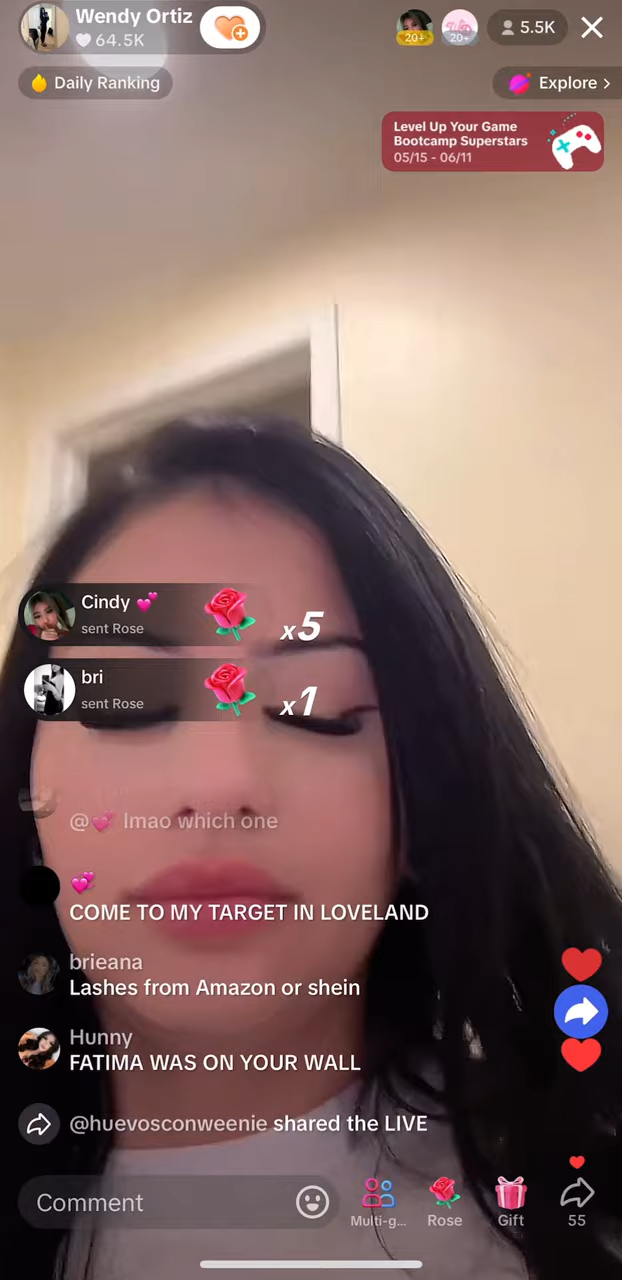 Wendy Ortiz
64.5K
20+
20+
5.5K
Daily Ranking
Explore >
Level Up Your Game
Bootcamp Superstars
05/15 - 06/11
Cindy 💕
sent Rose
x5
bri
sent Rose
x1
@💕 lmao which one
💕
COME TO MY TARGET IN LOVELAND
brieana
Lashes from Amazon or shein
Hunny
FATIMA WAS ON YOUR WALL
@huevosconweenie shared the LIVE
Comment
Multi-g...
Rose
Gift
55